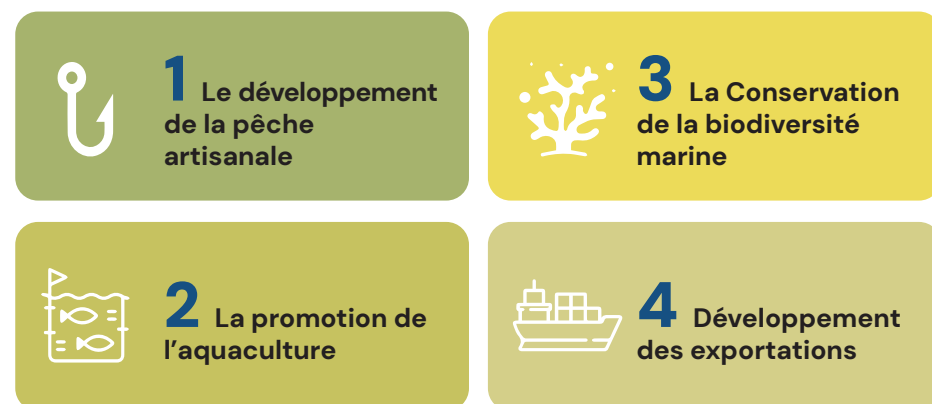 1 Le développement
de la pêche
artisanale
2 La promotion de
l'aquaculture
3 La Conservation
de la biodiversité
marine
4 Développement
des exportations